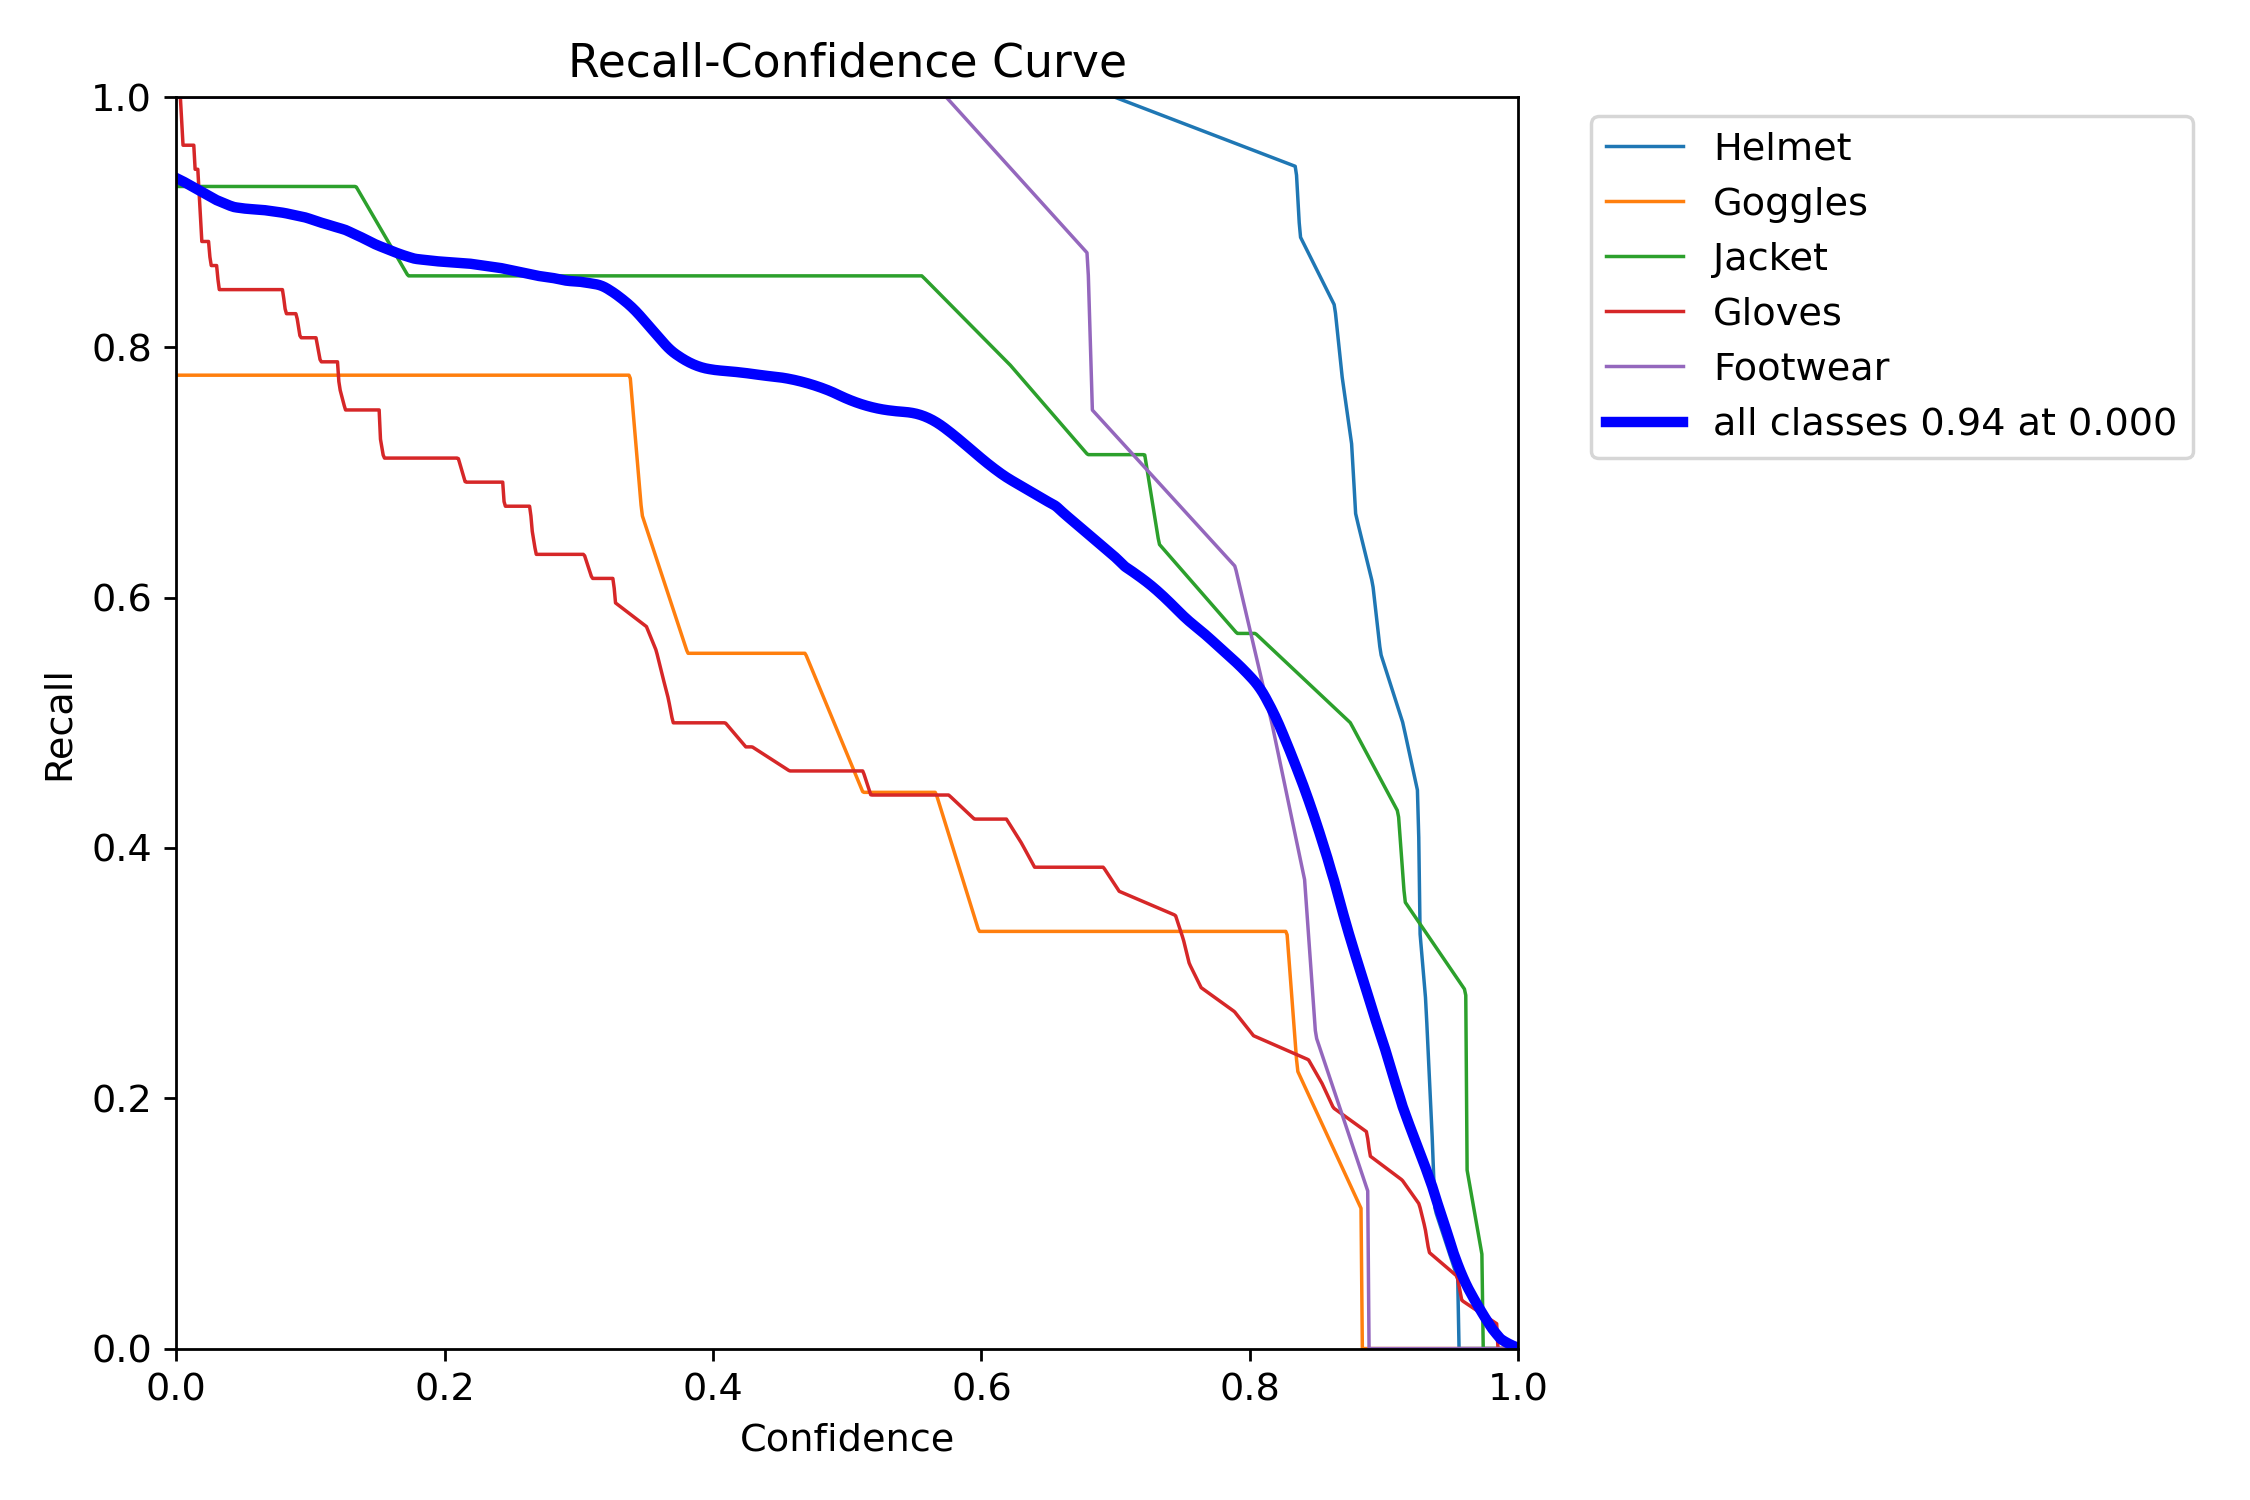 Recall-Confidence Curve
1.0
0.8
0.6
0.4
0.2
0.0
Recall
0.0 0.2 0.4 0.6 0.8 1.0
Confidence
Helmet
Goggles
Jacket
Gloves
Footwear
all classes 0.94 at 0.000